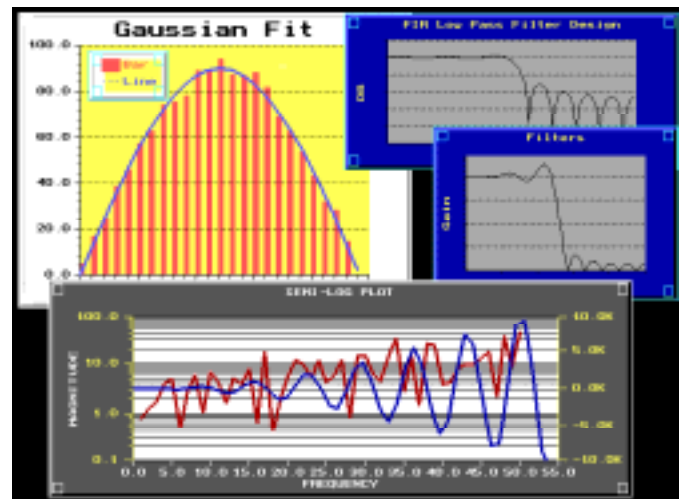 Gaussian Fit
100.0
80.0
60.0
40.0
20.0
0.0
Bar
Line
FIR Low Pass Filter Design
DB
Filters
Gain
SEMI-LOG PLOT
100.0
10.0
5.0
0.1
MAGNITUDE
10.0K
5.0K
0.0K
-5.0K
-10.0K
0.0 5.0 10.0 15.0 20.0 25.0 30.0 35.0 40.0 45.0 50.0 55.0
FREQUENCY